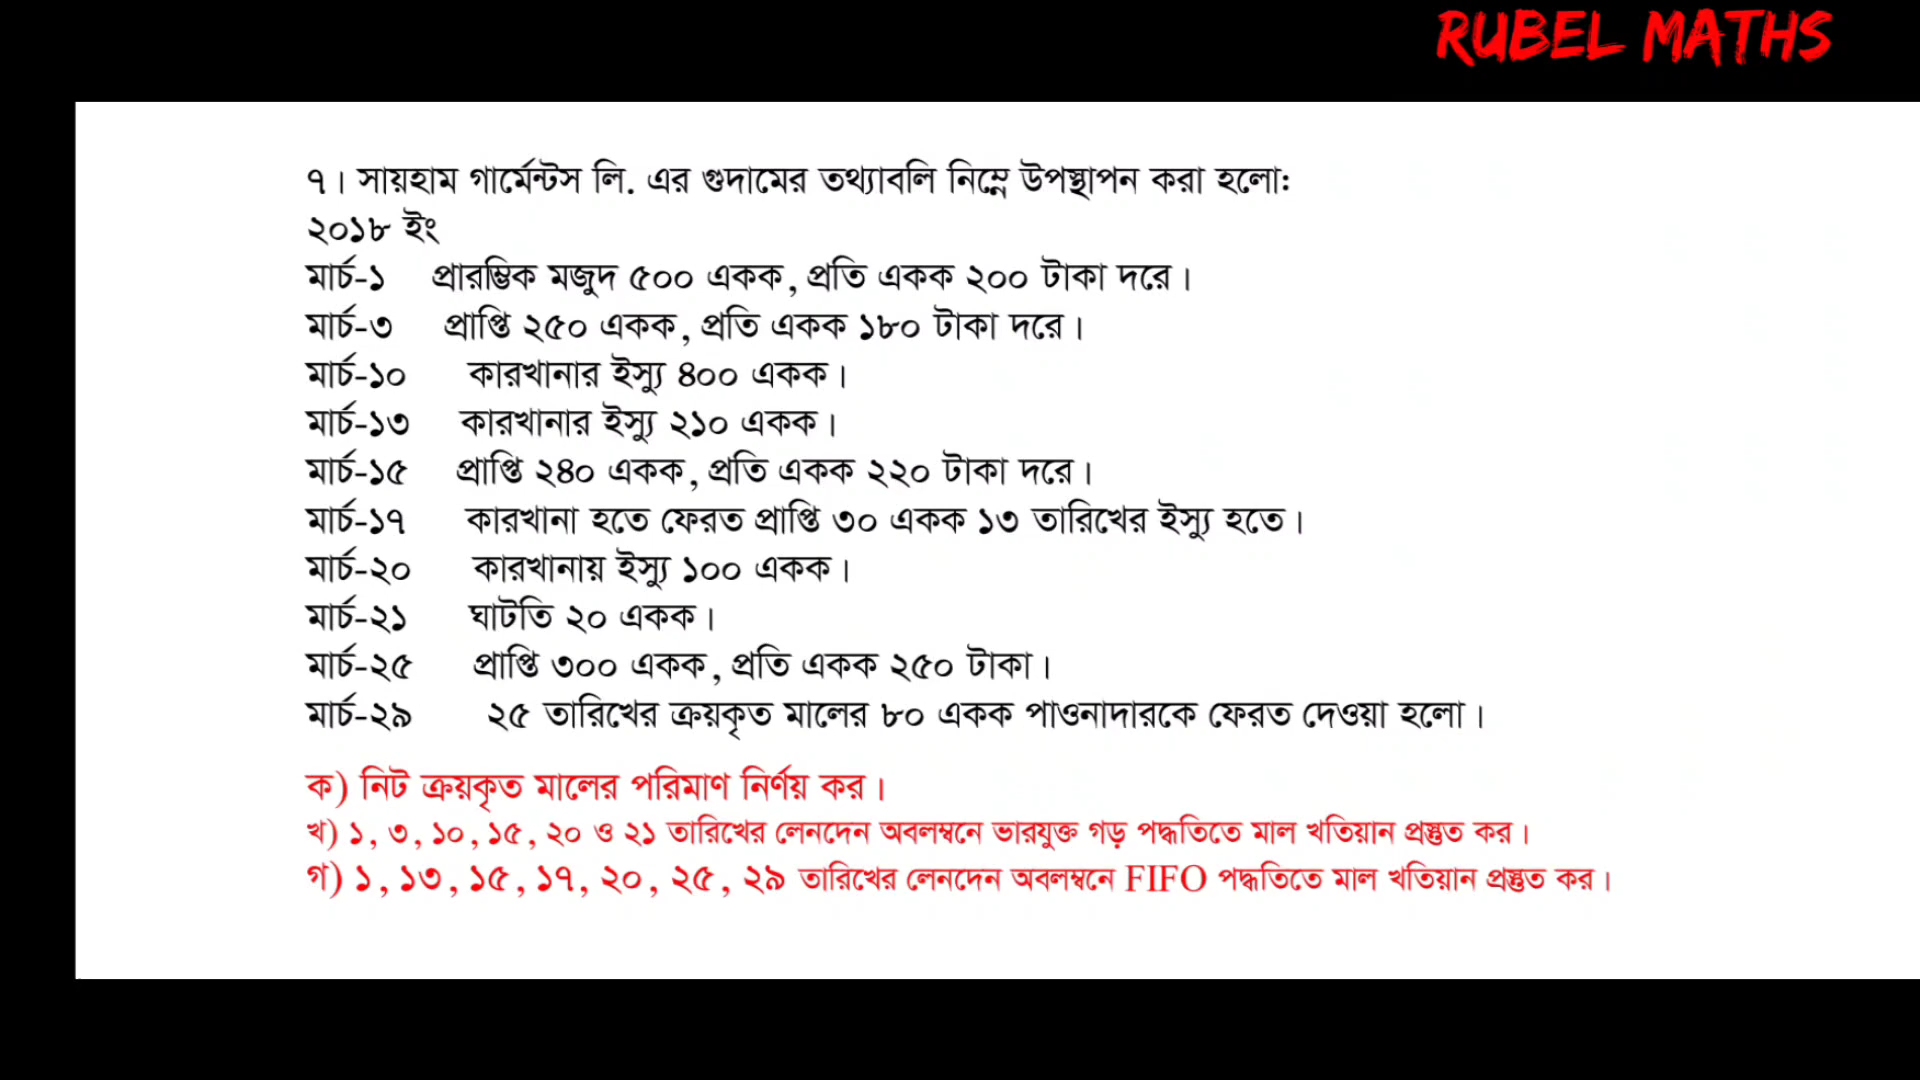 RUBEL MATHS
৭। সায়হাম গার্মেন্টস লি. এর গুদামের তথ্যাবলি নিম্নে উপস্থাপন করা হলো:
২০১৮ ইং
মার্চ-১ প্রারম্ভিক মজুদ ৫০০ একক, প্রতি একক ২০০ টাকা দরে।
মার্চ-৩ প্রাপ্তি ২৫০ একক, প্রতি একক ১৮০ টাকা দরে।
মার্চ-১০ কারখানার ইস্যু ৪০০ একক।
মার্চ-১৩ কারখানার ইস্যু ২১০ একক।
মার্চ-১৫ প্রাপ্তি ২৪০ একক, প্রতি একক ২২০ টাকা দরে।
মার্চ-১৭ কারখানা হতে ফেরত প্রাপ্তি ৩০ একক ১৩ তারিখের ইস্যু হতে।
মার্চ-২০ কারখানায় ইস্যু ১০০ একক।
মার্চ-২১ ঘাটতি ২০ একক।
মার্চ-২৫ প্রাপ্তি ৩০০ একক, প্রতি একক ২৫০ টাকা।
মার্চ-২৯ ২৫ তারিখের ক্রয়কৃত মালের ৮০ একক পাওনাদারকে ফেরত দেওয়া হলো।
ক) নিট ক্রয়কৃত মালের পরিমাণ নির্ণয় কর।
খ) ১, ৩, ১০, ১৫, ২০ ও ২১ তারিখের লেনদেন অবলম্বনে ভারযুক্ত গড় পদ্ধতিতে মাল খতিয়ান প্রস্তুত কর।
গ) ১, ১৩, ১৫, ১৭, ২০, ২৫, ২৯ তারিখের লেনদেন অবলম্বনে FIFO পদ্ধতিতে মাল খতিয়ান প্রস্তুত কর।